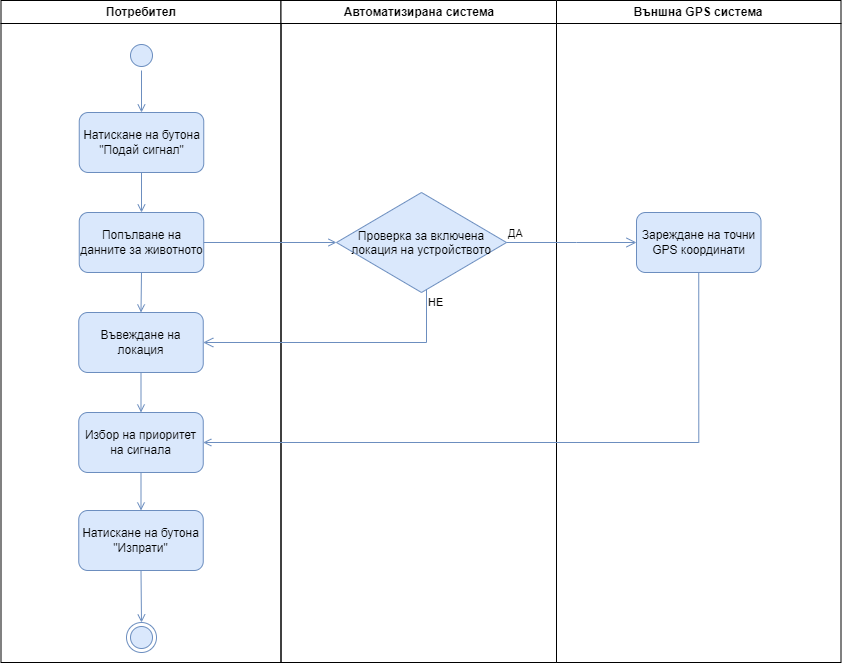 Потребител
Автоматизирана система
Външна GPS система
Натискане на бутона
"Подай сигнал"
Попълване на
данните за животното
Проверка за включена
локация на устройството
ДА
НЕ
Зареждане на точни
GPS координати
Въвеждане на
локация
Избор на приоритет
на сигнала
Натискане на бутона
"Изпрати"